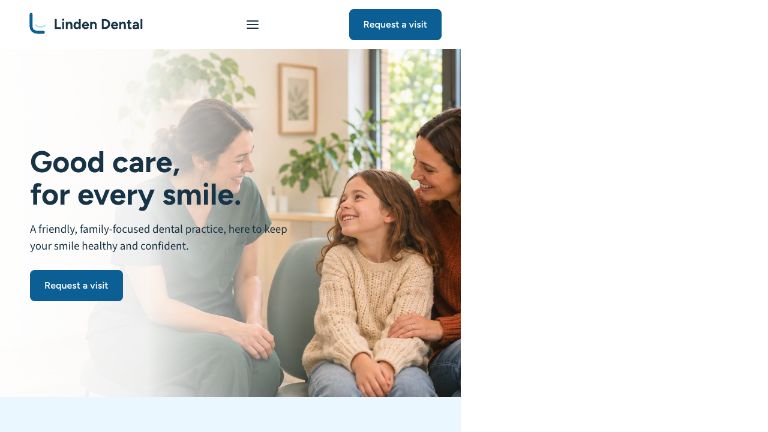 Linden Dental
Request a visit
Good care,
for every smile.
A friendly, family-focused dental practice, here to keep
your smile healthy and confident.
Request a visit